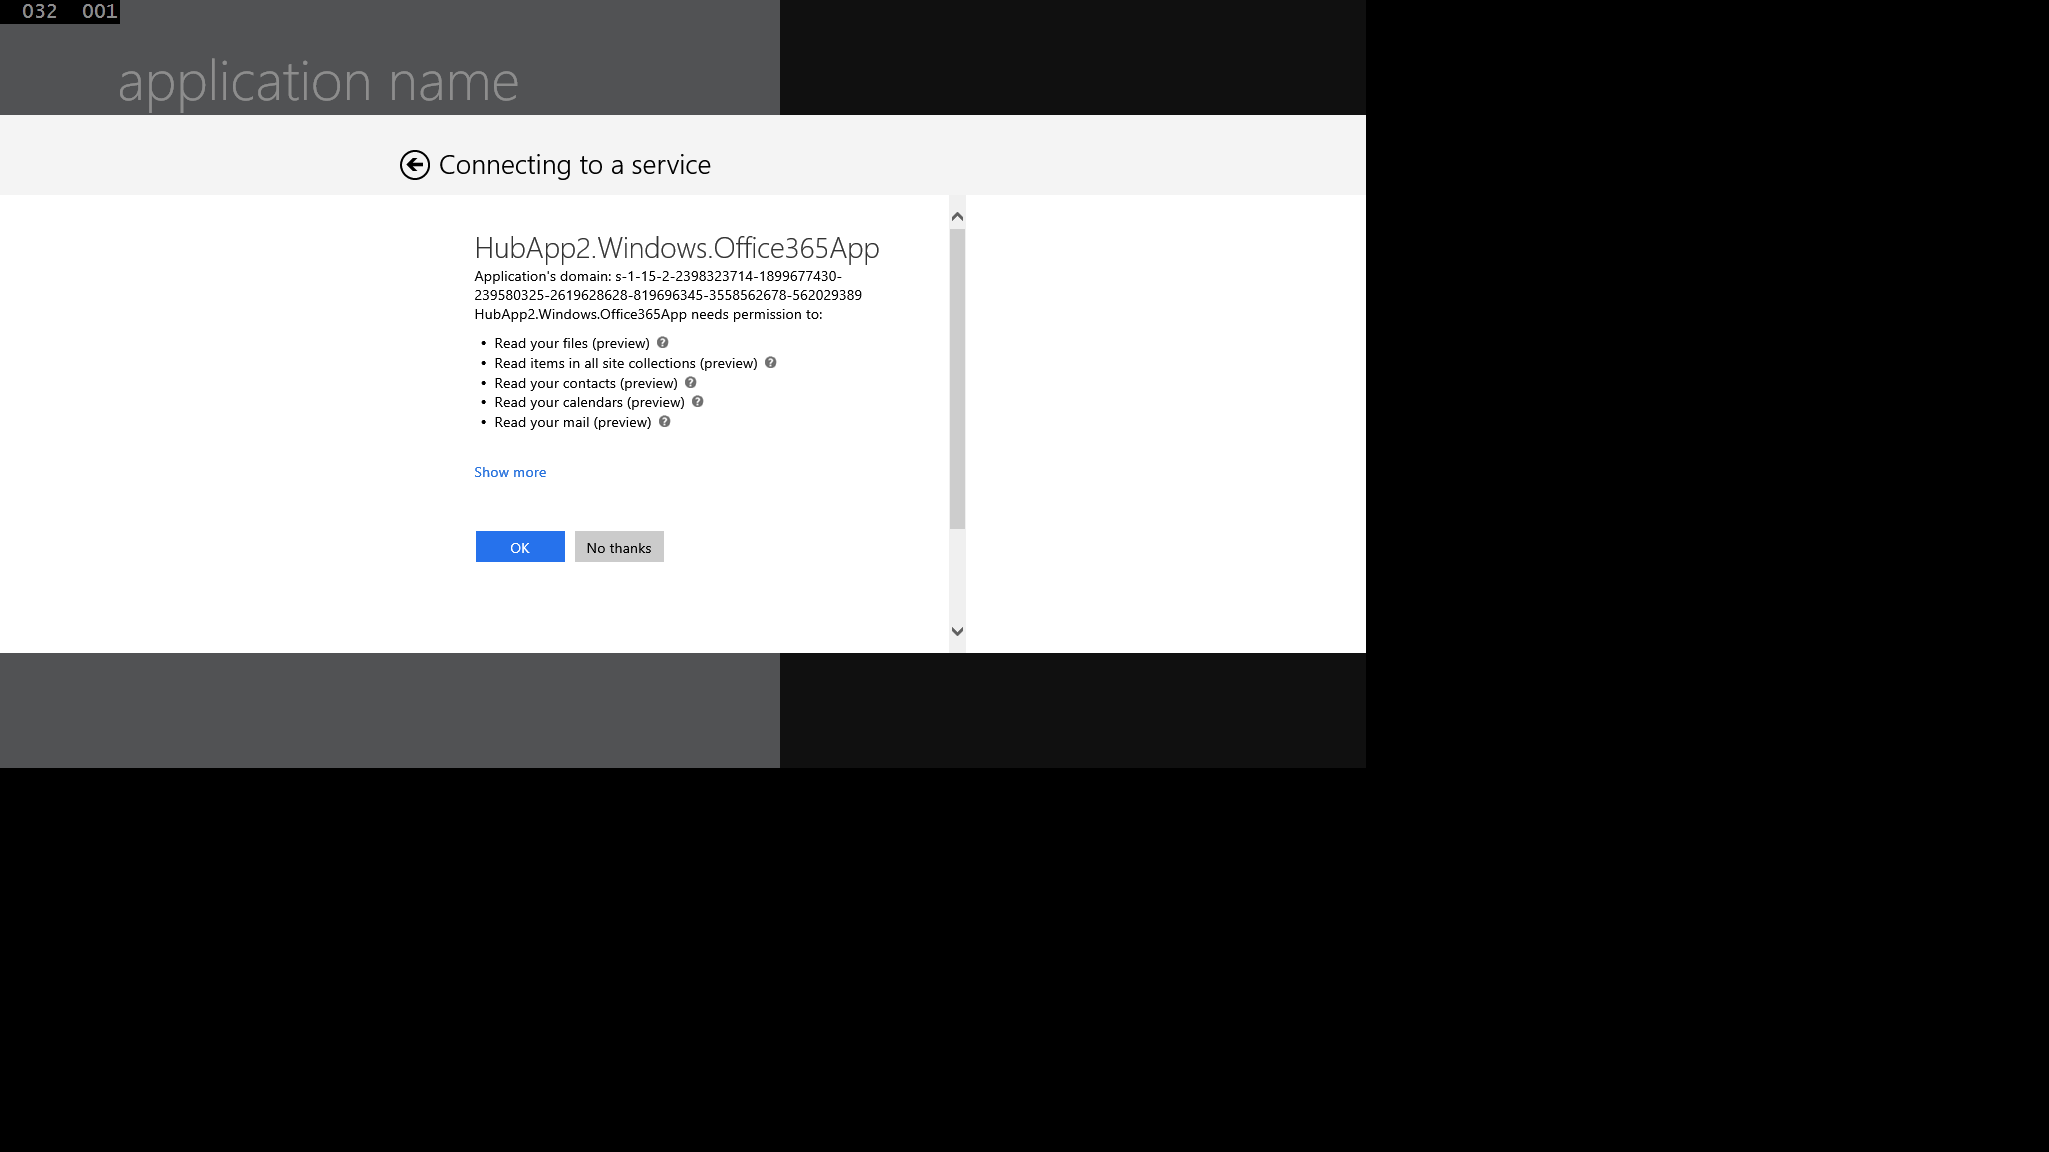 032 001
application name
Connecting to a service
HubApp2.Windows.Office365App
Application's domain: s-1-15-2-2398323714-1899677430-
239580325-2619628628-819696345-3558562678-562029389
HubApp2.Windows.Office365App needs permission to:
• Read your files (preview)
• Read items in all site collections (preview)
• Read your contacts (preview)
• Read your calendars (preview)
• Read your mail (preview)
Show more
OK No thanks